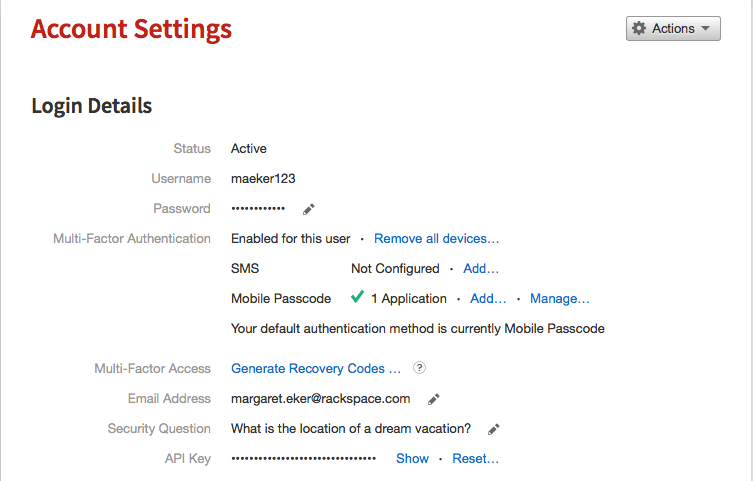 Account Settings
Actions
Login Details
Status Active
Username maeker123
Password ••••••••••••
Multi-Factor Authentication Enabled for this user · Remove all devices...
SMS Not Configured · Add...
Mobile Passcode 1 Application · Add... · Manage...
Your default authentication method is currently Mobile Passcode
Multi-Factor Access Generate Recovery Codes ... ?
Email Address margaret.eker@rackspace.com
Security Question What is the location of a dream vacation?
API Key •••••••••••••••••••••••••••••••• Show · Reset...